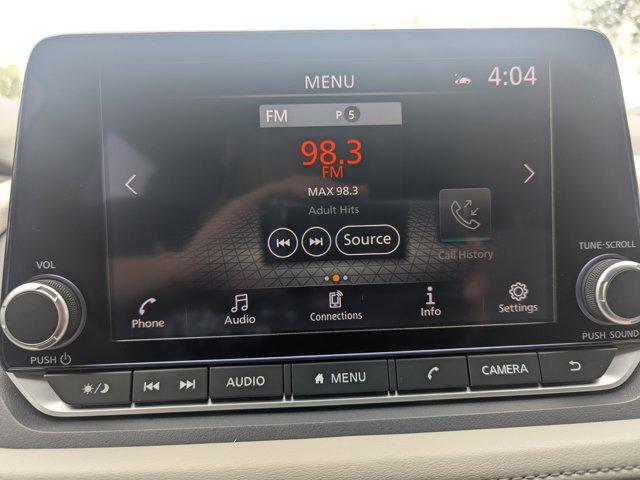 MENU
4:04
FM P 5
98.3
FM
MAX 98.3
Adult Hits
Source
Call History
Phone
Audio
Connections
Info
Settings
VOL
PUSH
TUNE-SCROLL
PUSH SOUND
AUDIO
MENU
CAMERA